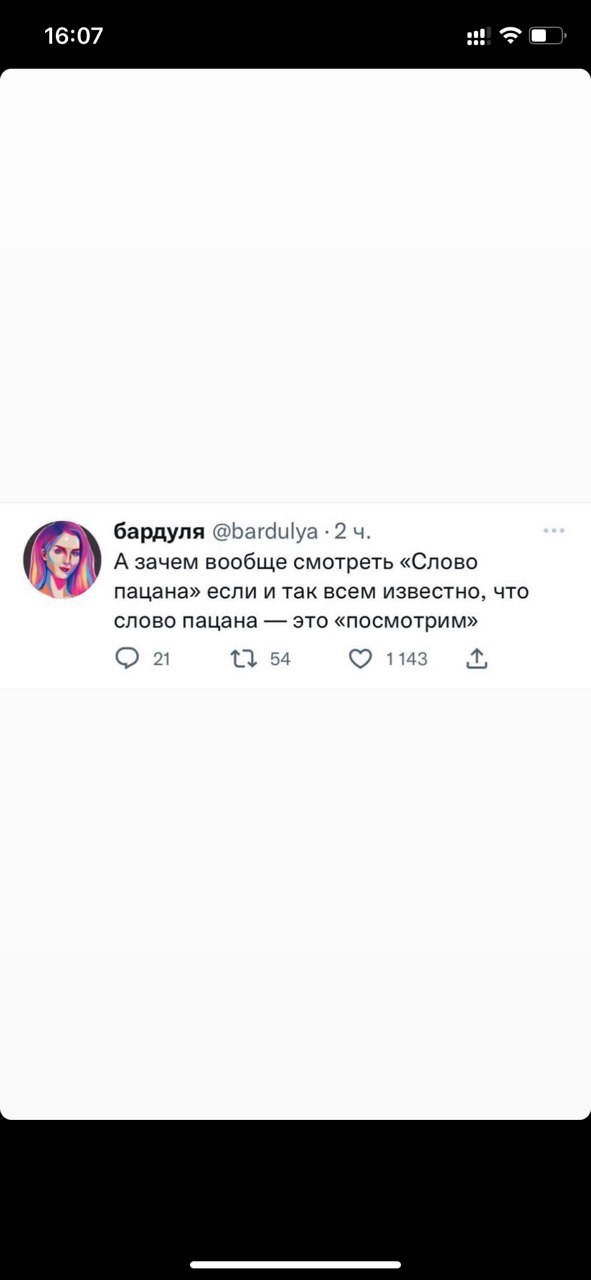 16:07
бардуля @bardulya · 2 ч.
А зачем вообще смотреть «Слово
пацана» если и так всем известно, что
слово пацана — это «посмотрим»
21 54 1 143